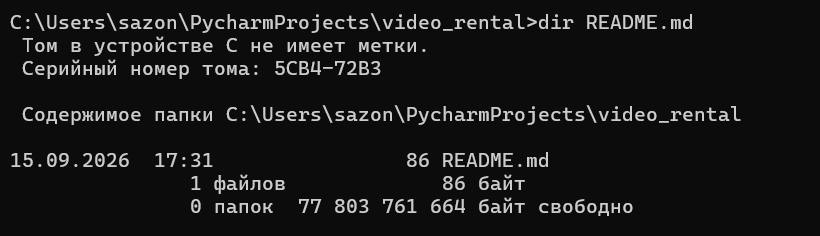 C:\Users\sazon\PycharmProjects\video_rental>dir README.md
Том в устройстве C не имеет метки.
Серийный номер тома: 5CB4-72B3
Содержимое папки C:\Users\sazon\PycharmProjects\video_rental
15.09.2026  17:31                86 README.md
1 файлов             86 байт
0 папок  77 803 761 664 байт свободно